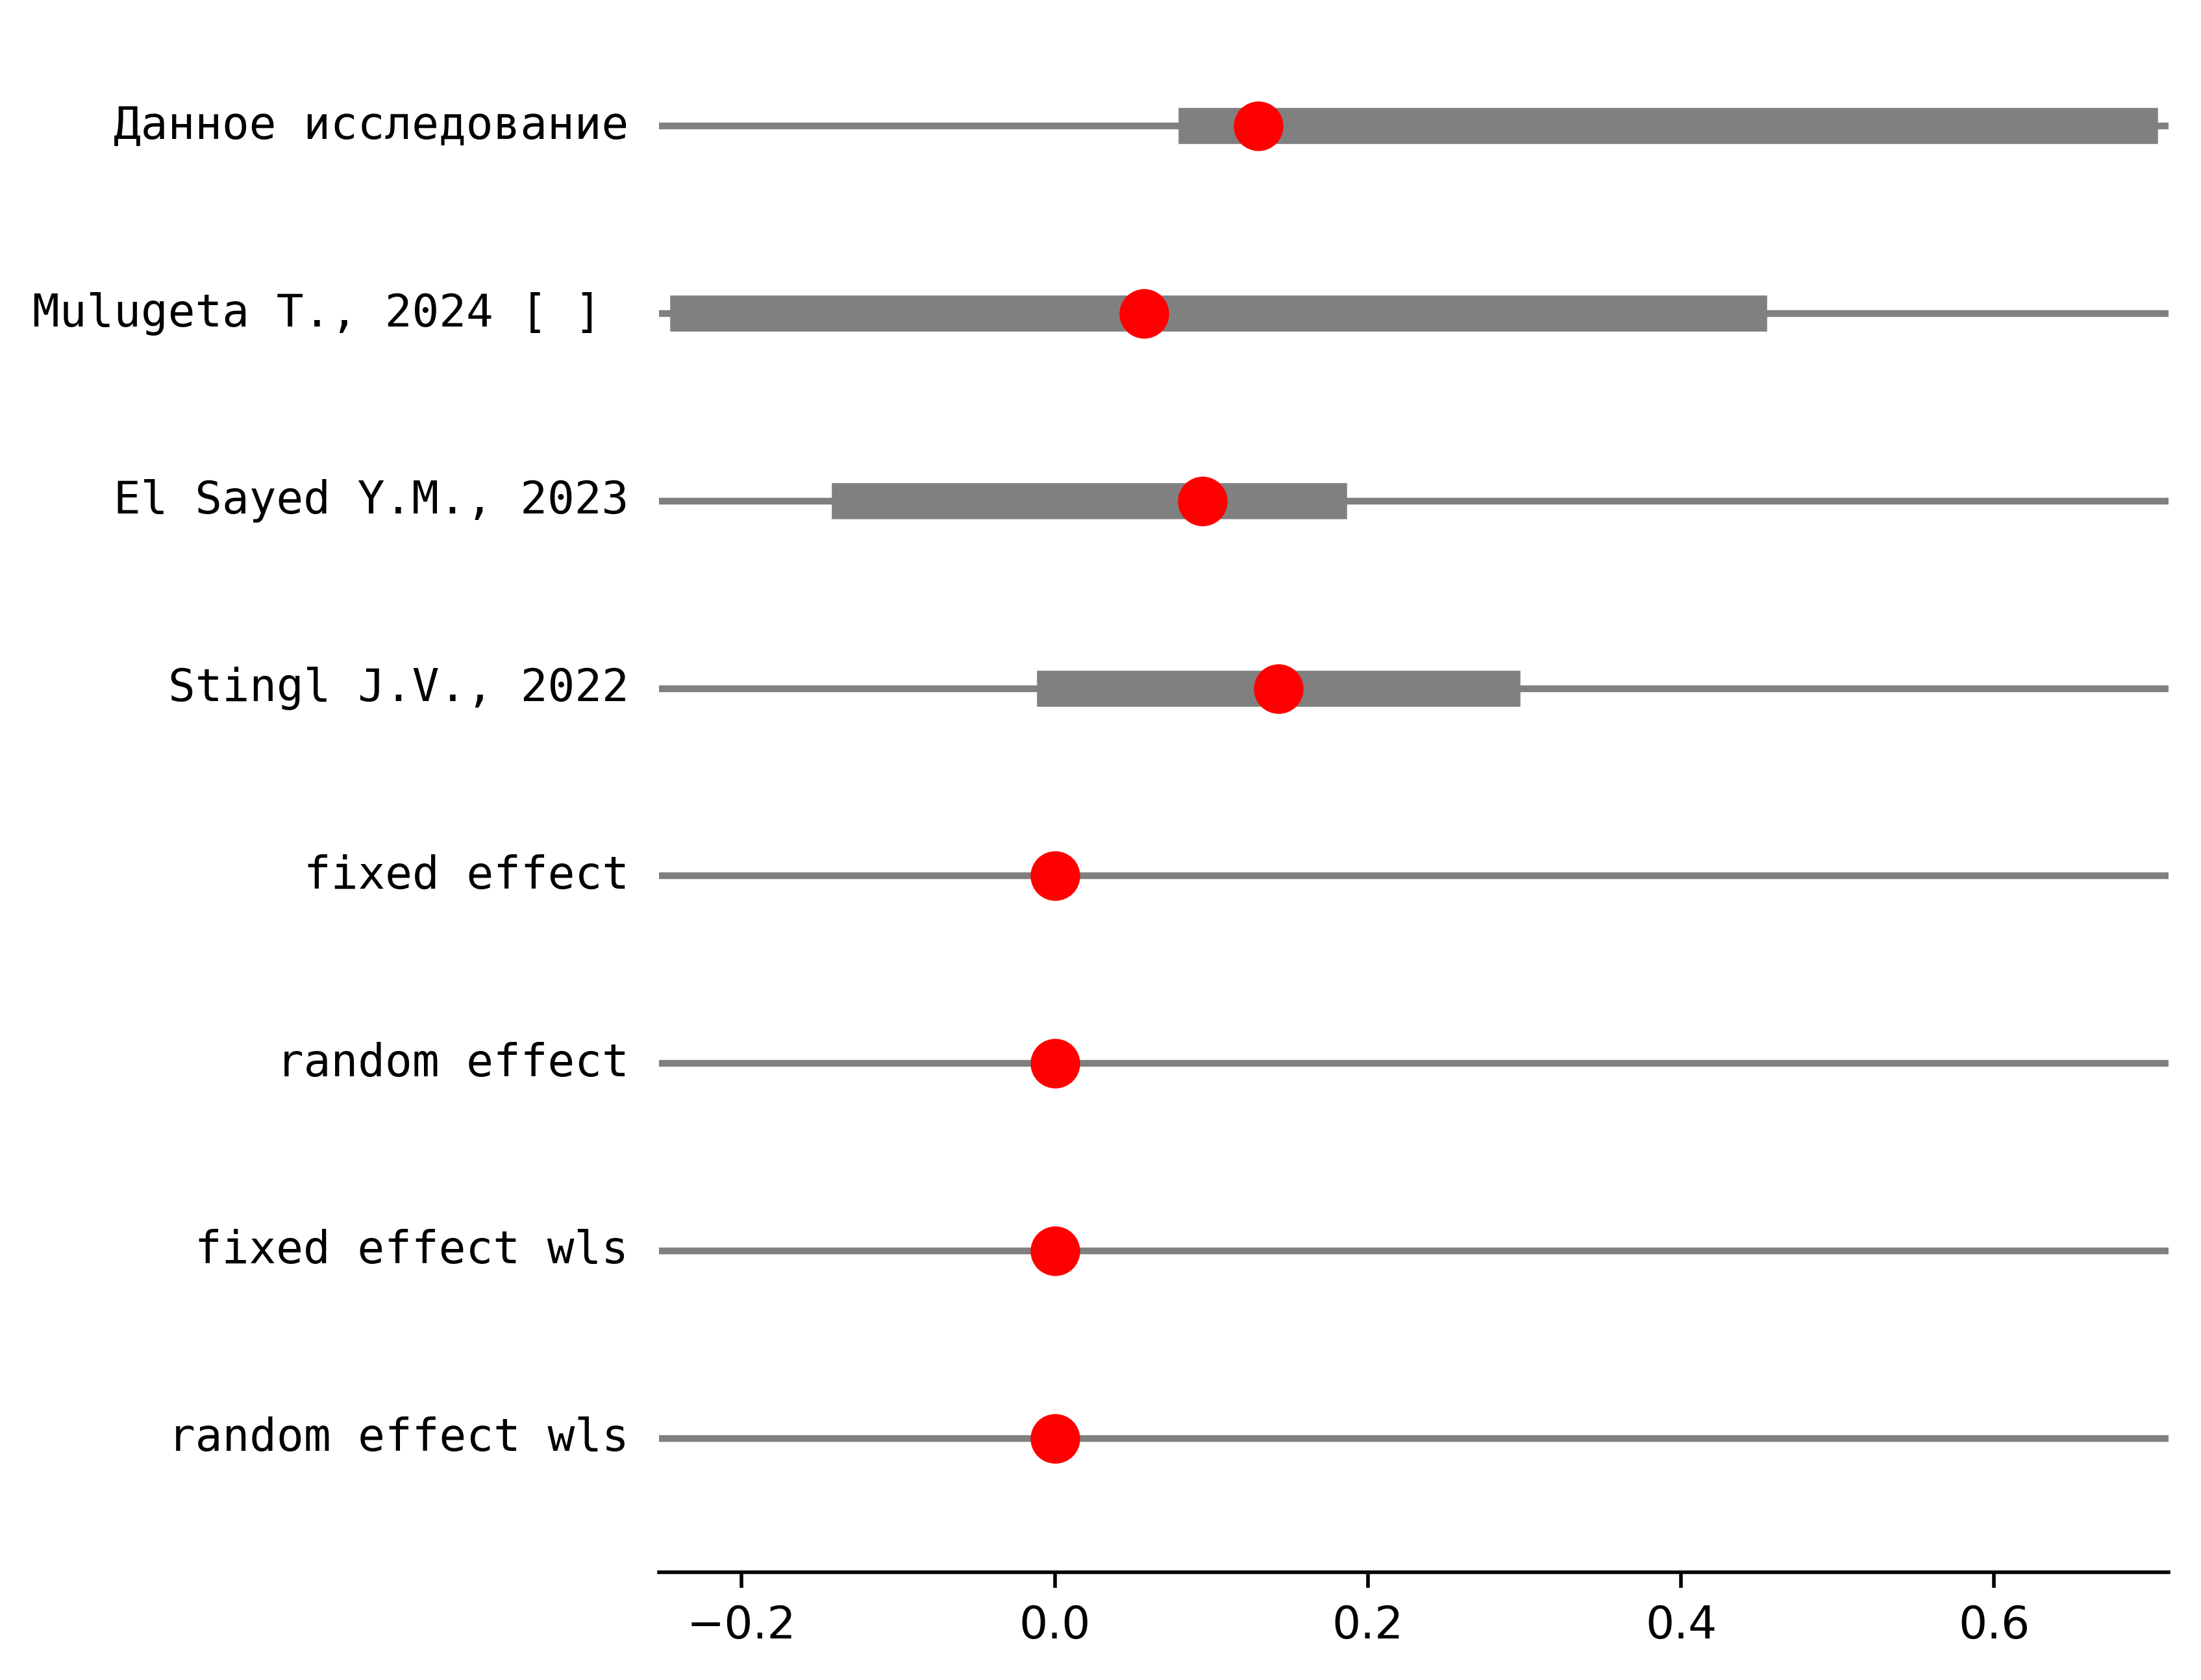 Данное исследование
Mulugeta T., 2024 [ ]
El Sayed Y.M., 2023
Stingl J.V., 2022
fixed effect
random effect
fixed effect wls
random effect wls
−0.2 0.0 0.2 0.4 0.6